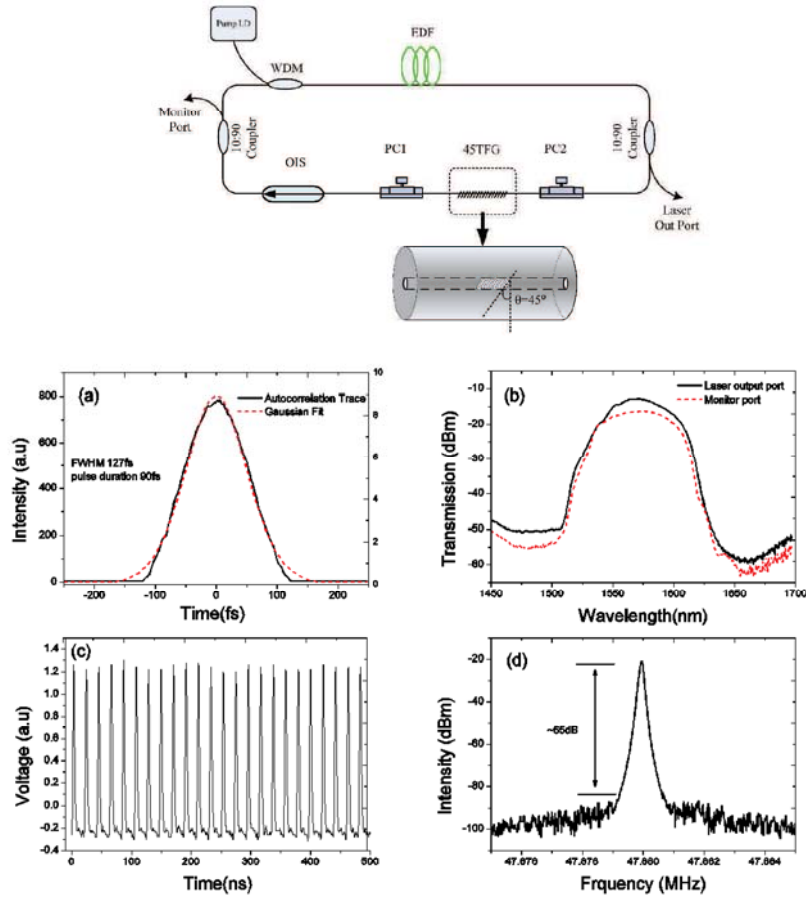 Pump LD
WDM
EDF
Monitor
Port
10:90
Coupler
OIS
PC1
45TFG
PC2
10:90
Coupler
Laser
Out Port
θ=45°
(a)
Autocorrelation Trace
Gaussian Fit
FWHM 127fs
pulse duration 90fs
Intensity (a.u)
800
600
400
200
0
10
8
6
4
2
0
-200 -100 0 100 200
Time(fs)
(b)
Laser output port
Monitor port
Transmission (dBm)
-10
-20
-30
-40
-50
-60
1450 1500 1550 1600 1650 1700
Wavelength(nm)
(c)
Voltage (a.u)
1.4
1.2
1.0
0.8
0.6
0.4
0.2
0.0
-0.2
-0.4
0 100 200 300 400 500
Time(ns)
(d)
~65dB
Intensity (dBm)
-20
-40
-60
-80
-100
Frquency (MHz)